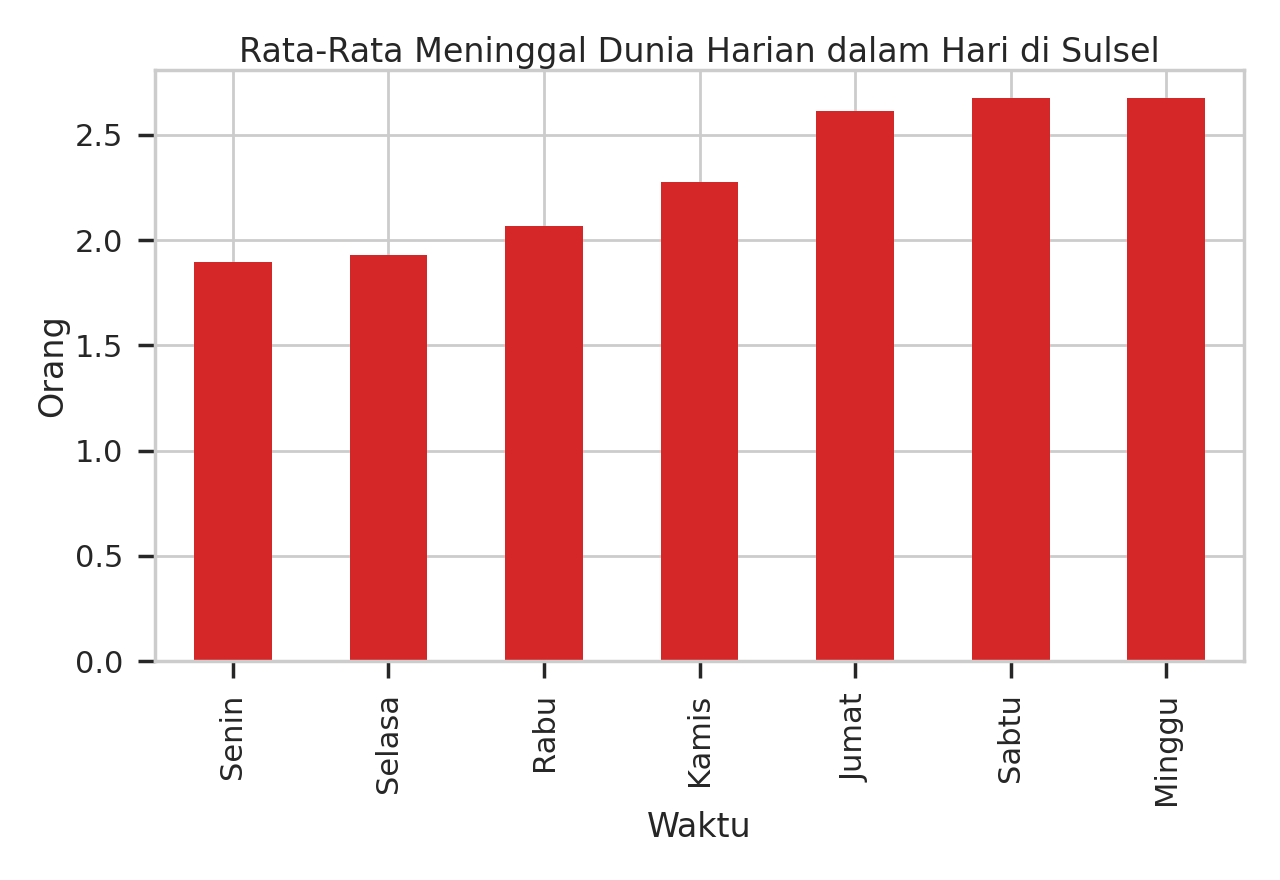 Rata-Rata Meninggal Dunia Harian dalam Hari di Sulsel
Orang
2.5
2.0
1.5
1.0
0.5
0.0
Senin
Selasa
Rabu
Kamis
Jumat
Sabtu
Minggu
Waktu